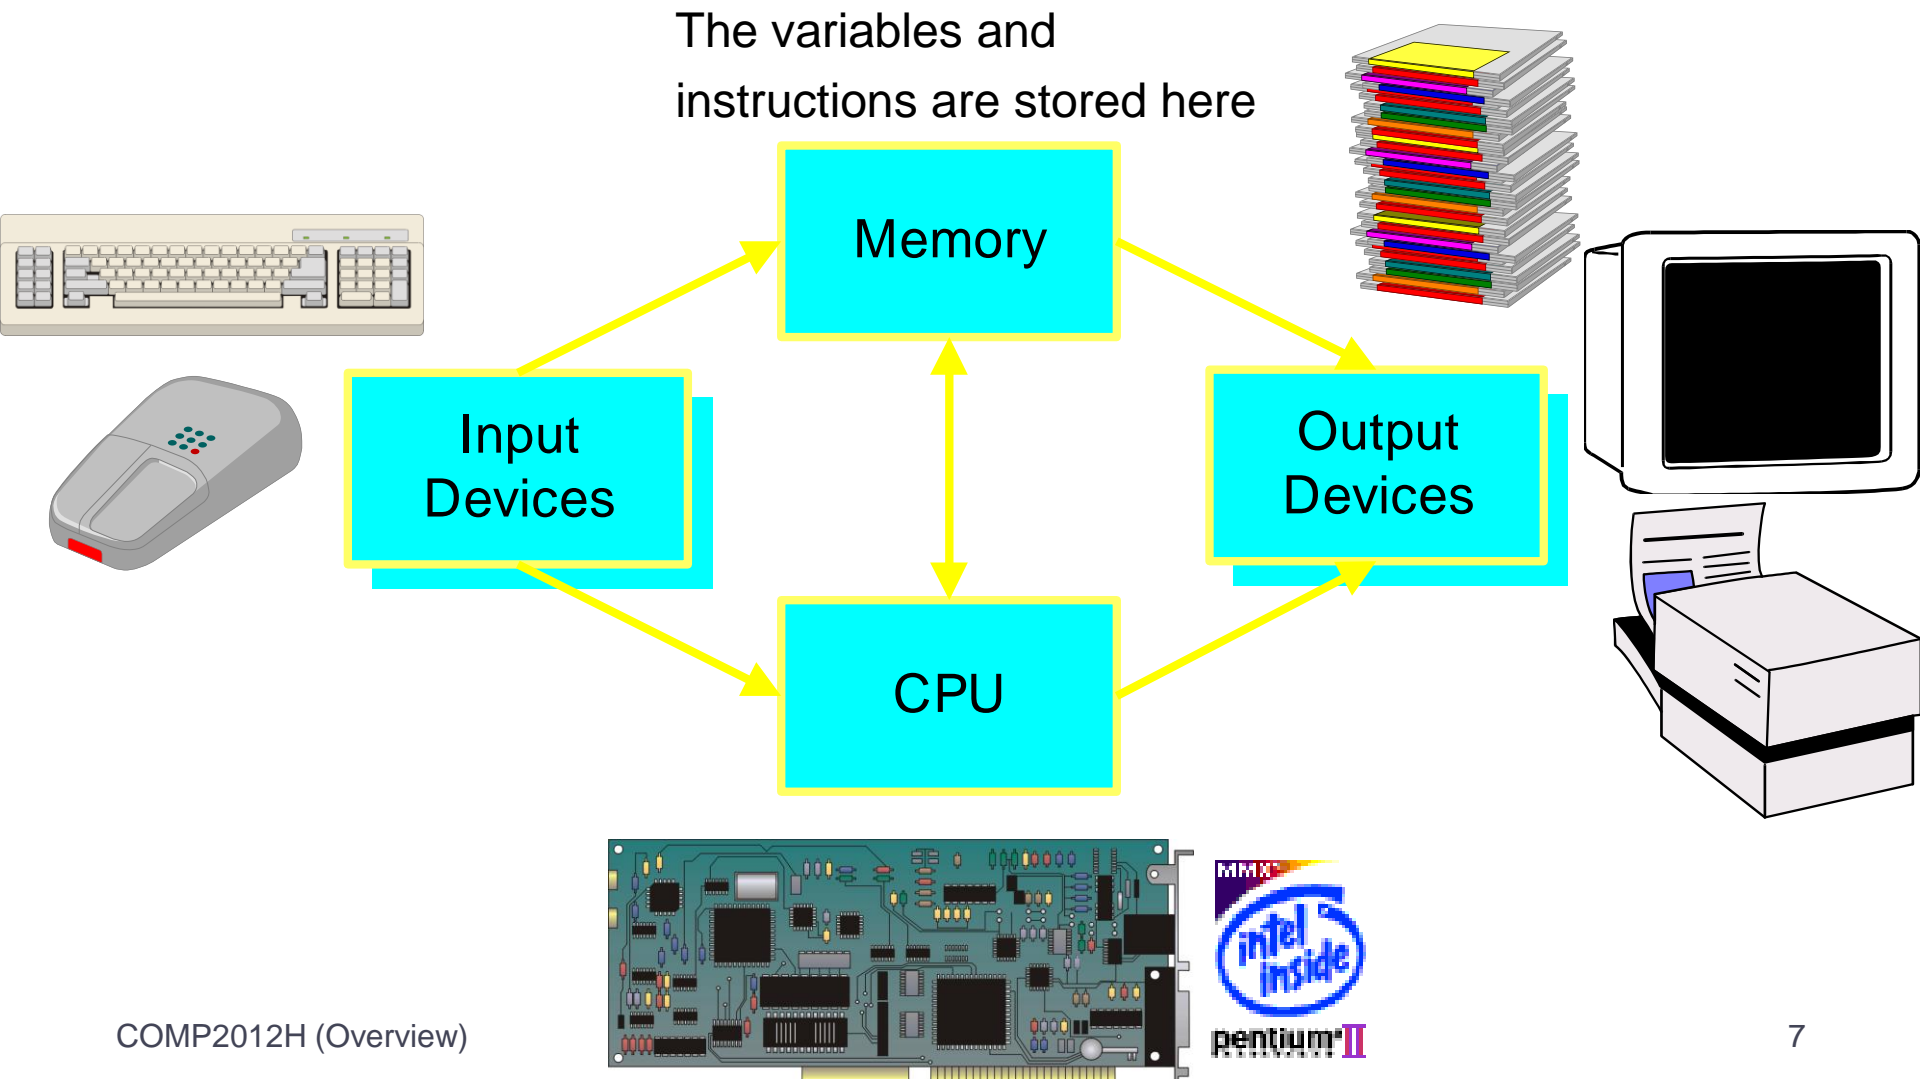 The variables and
instructions are stored here
Memory
Input
Devices
Output
Devices
CPU
MMX
intel
inside
pentium II
COMP2012H (Overview)
7